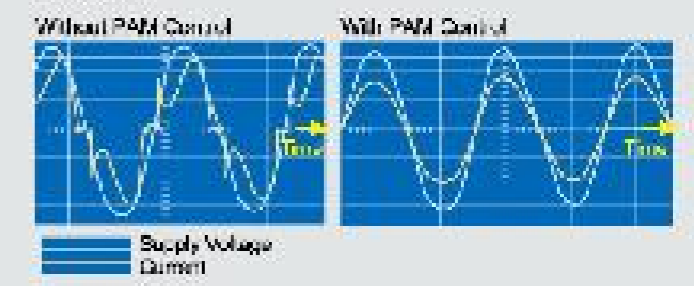 Without PAM Control
With PAM Control
Time
Time
Supply Voltage
Current